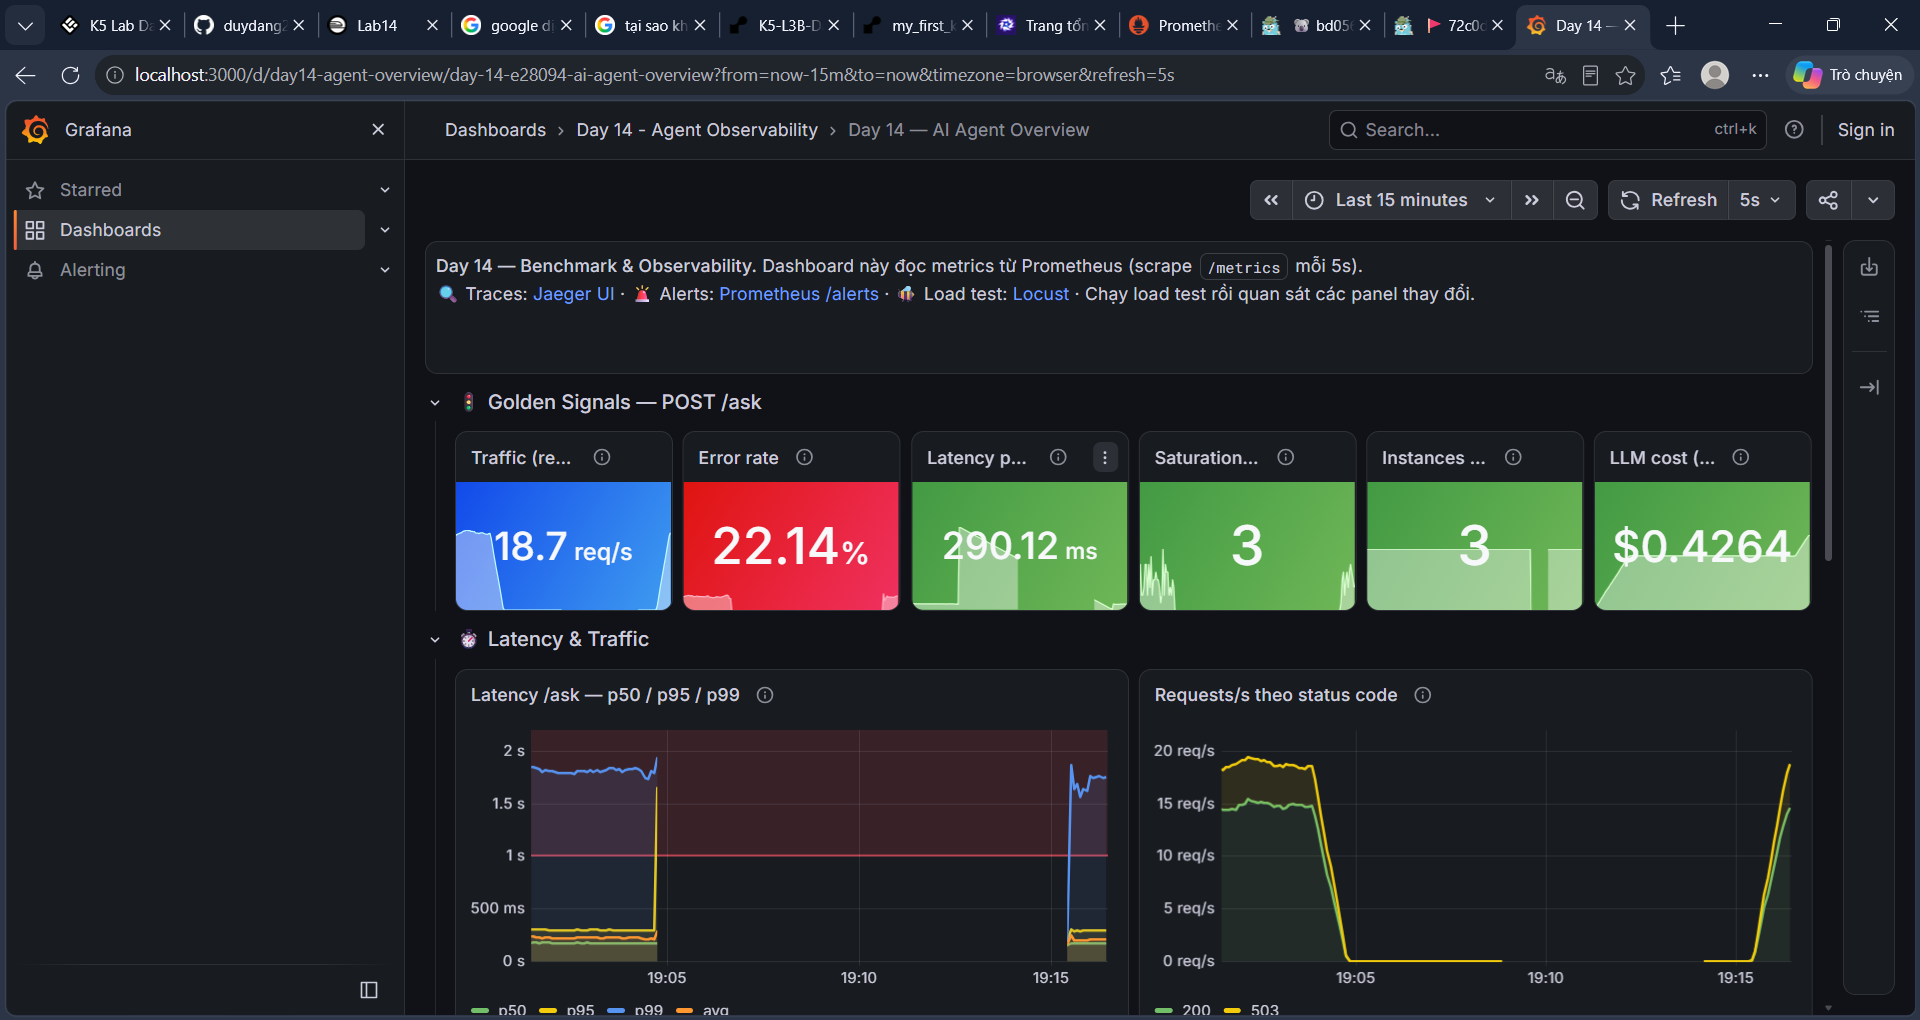 K5 Lab Da
duydang2
Lab14
google dị
tại sao kh
K5-L3B-D
my_first_k
Trang tổn
Promethe
bd056
72c0c
Day 14 —
localhost:3000/d/day14-agent-overview/day-14-e28094-ai-agent-overview?from=now-15m&to=now&timezone=browser&refresh=5s
Trò chuyện
Grafana
Dashboards › Day 14 - Agent Observability › Day 14 — AI Agent Overview
Search...
ctrl+k
Sign in
Starred
Dashboards
Alerting
Last 15 minutes
Refresh
5s
Day 14 — Benchmark & Observability. Dashboard này đọc metrics từ Prometheus (scrape /metrics mỗi 5s).
Traces: Jaeger UI · Alerts: Prometheus /alerts · Load test: Locust · Chạy load test rồi quan sát các panel thay đổi.
Golden Signals — POST /ask
Traffic (re...
Error rate
Latency p...
Saturation...
Instances ...
LLM cost (...
18.7 req/s
22.14%
290.12 ms
3
3
$0.4264
Latency & Traffic
Latency /ask — p50 / p95 / p99
2 s
1.5 s
1 s
500 ms
0 s
19:05
19:10
19:15
p50
p95
p99
avg
Requests/s theo status code
20 req/s
15 req/s
10 req/s
5 req/s
0 req/s
19:05
19:10
19:15
200
503